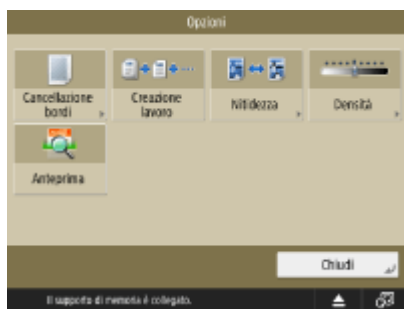 Opzioni
Cancellazione
bordi
Creazione
lavoro
Nitidezza
Densità
Anteprima
Chiudi
Il supporto di memoria è collegato.